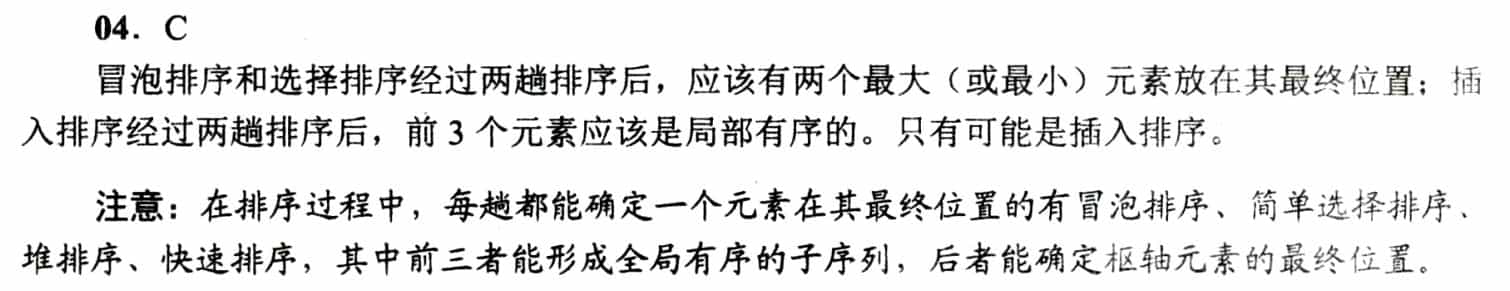 04. C
冒泡排序和选择排序经过两趟排序后，应该有两个最大（或最小）元素放在其最终位置；插
入排序经过两趟排序后，前 3 个元素应该是局部有序的。只有可能是插入排序。
注意：在排序过程中，每趟都能确定一个元素在其最终位置的有冒泡排序、简单选择排序、
堆排序、快速排序，其中前三者能形成全局有序的子序列，后者能确定枢轴元素的最终位置。